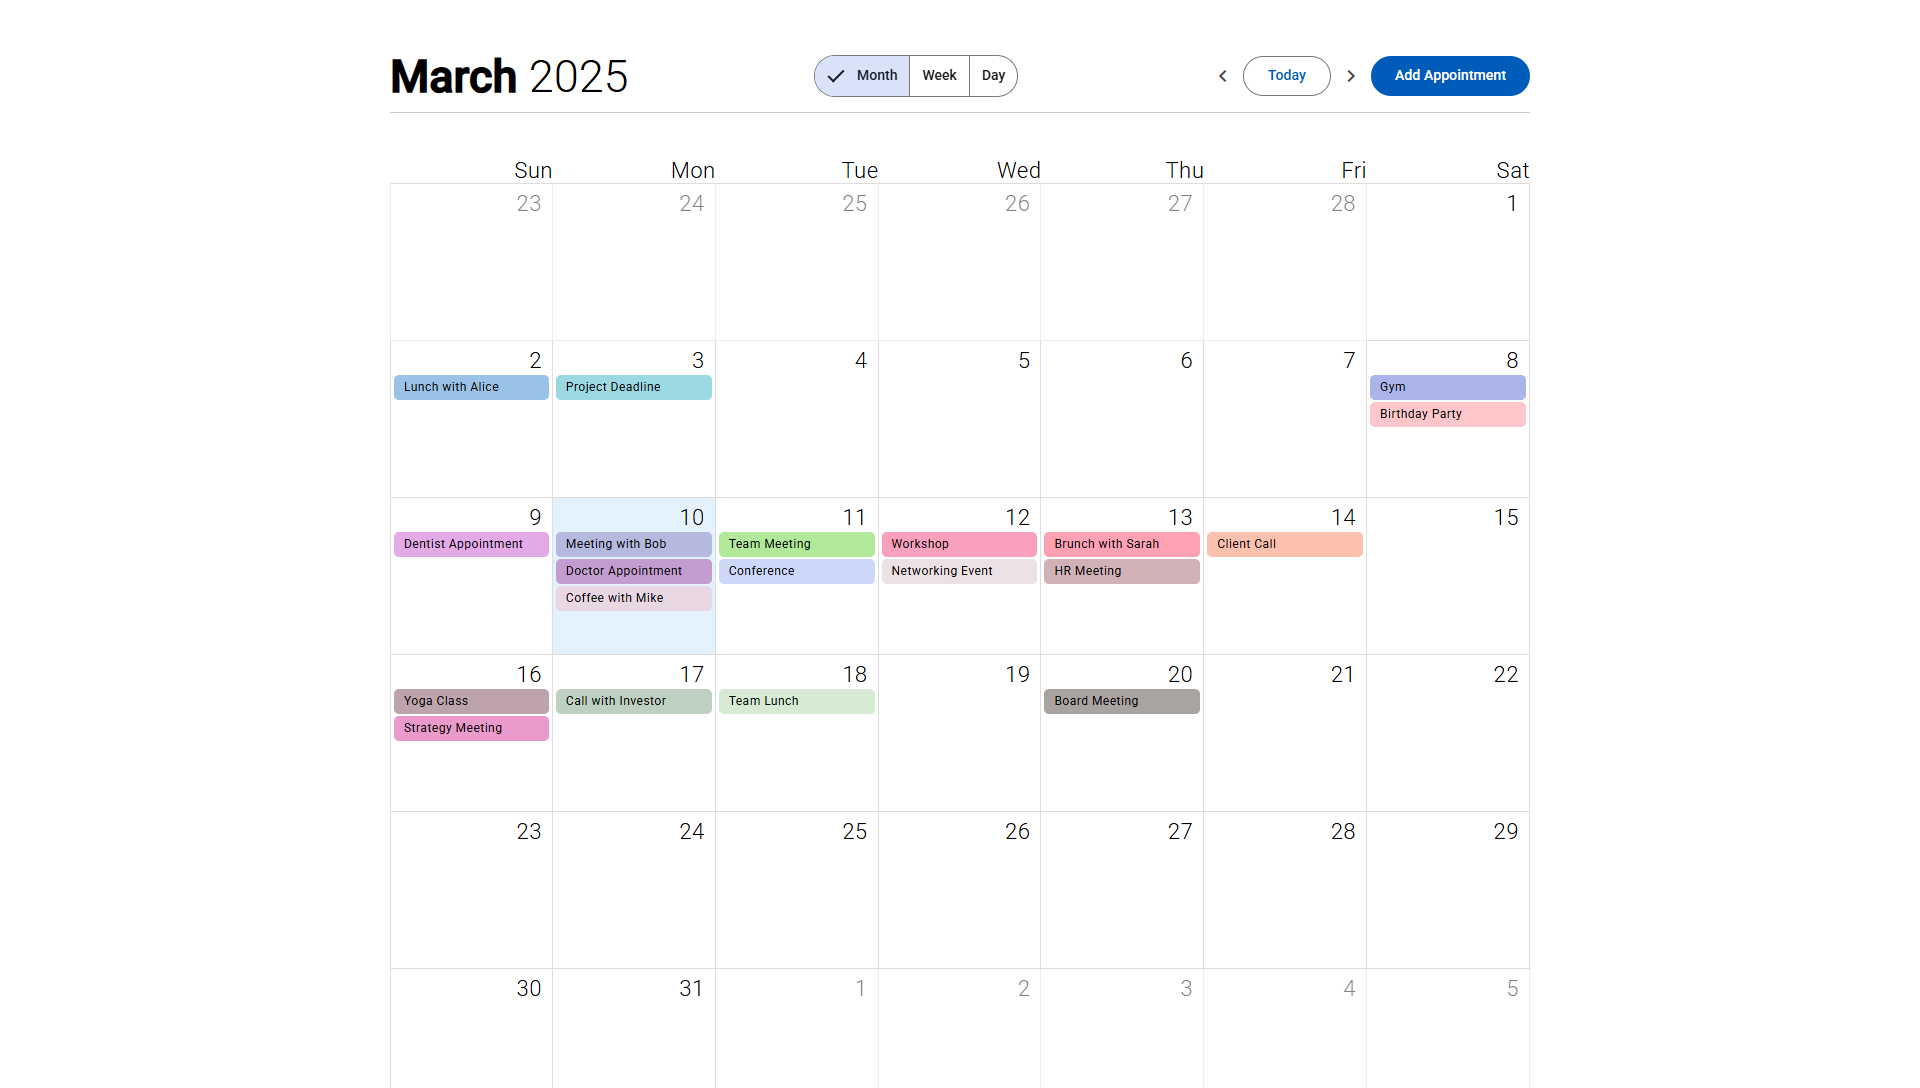 March 2025
Month Week Day
Today
Add Appointment
Sun Mon Tue Wed Thu Fri Sat
23 24 25 26 27 28 1
2 3 4 5 6 7 8
Lunch with Alice Project Deadline Gym
Birthday Party
9 10 11 12 13 14 15
Dentist Appointment Meeting with Bob Team Meeting Workshop Brunch with Sarah Client Call
Doctor Appointment Conference Networking Event HR Meeting
Coffee with Mike
16 17 18 19 20 21 22
Yoga Class Call with Investor Team Lunch Board Meeting
Strategy Meeting
23 24 25 26 27 28 29
30 31 1 2 3 4 5